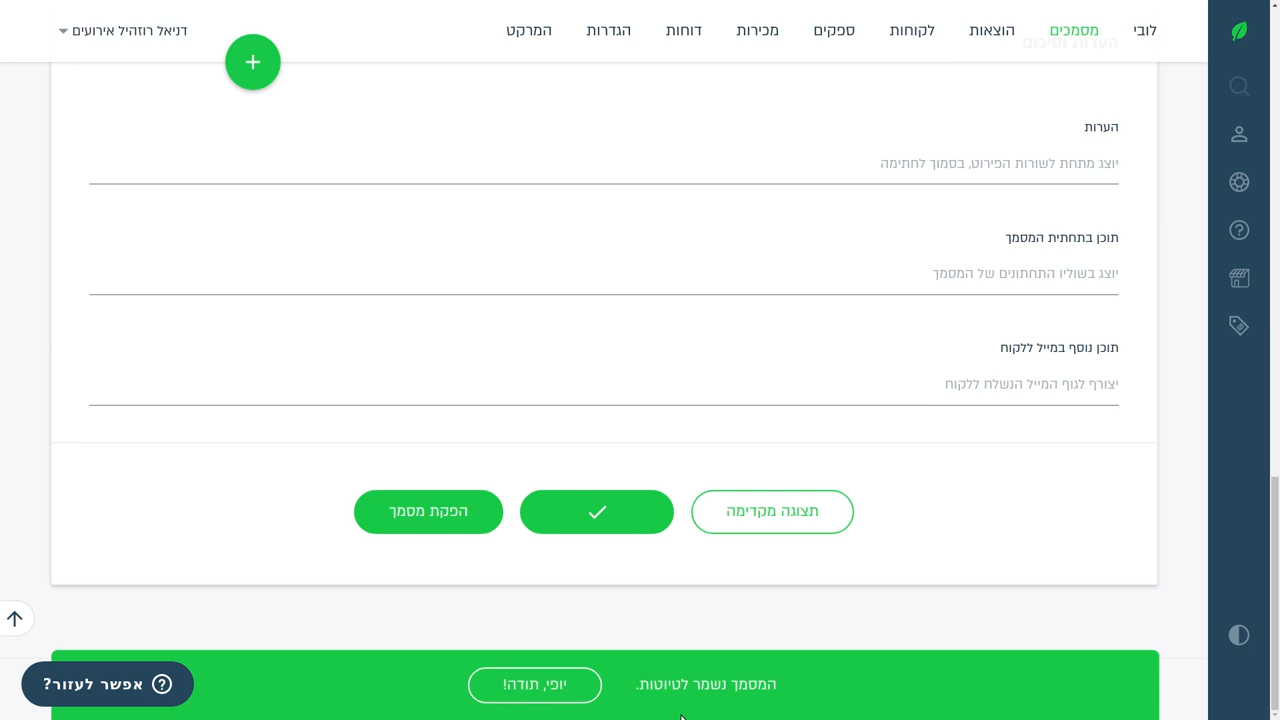 לובי
מסמכים
הוצאות
לקוחות
ספקים
מכירות
דוחות
הגדרות
המרקט
דניאל רוזהיל אירועים
הערות וסיכום
הערות
יוצג מתחת לשורות הפירוט, בסמוך לחתימה
תוכן בתחתית המסמך
יוצג בשוליו התחתונים של המסמך
תוכן נוסף במייל ללקוח
יצורף לגוף המייל הנשלח ללקוח
תצוגה מקדימה
הפקת מסמך
המסמך נשמר לטיוטות.
יופי, תודה!
אפשר לעזור?